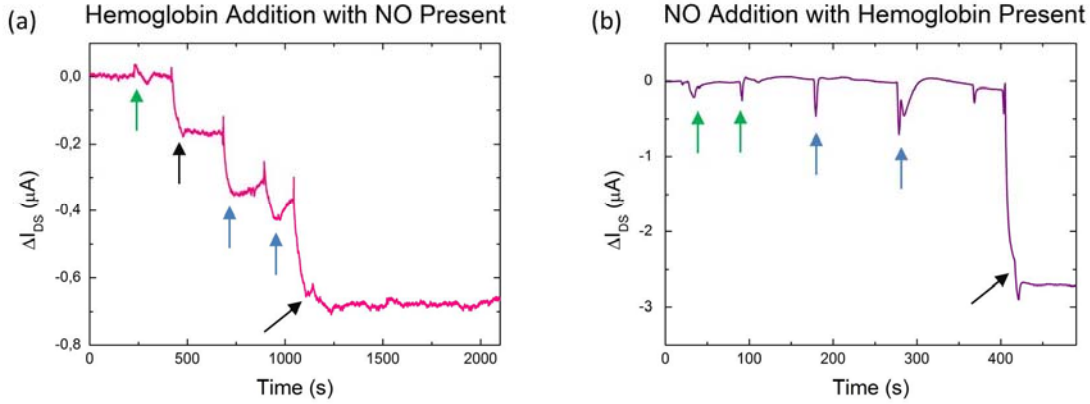 (a) Hemoglobin Addition with NO Present
0,0
-0,2
-0,4
-0,6
-0,8
ΔI_DS (μA)
0 500 1000 1500 2000
Time (s)
(b) NO Addition with Hemoglobin Present
0
-1
-2
-3
ΔI_DS (μA)
0 100 200 300 400
Time (s)